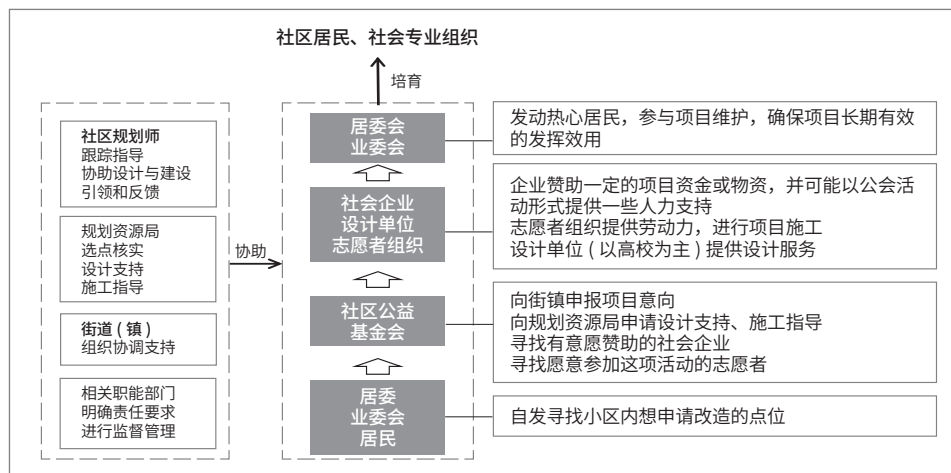 社区居民、社会专业组织
培育
社区规划师
跟踪指导
协助设计与建设
引领和反馈
规划资源局
选点核实
设计支持
施工指导
街道(镇)
组织协调支持
相关职能部门
明确责任要求
进行监督管理
协助
居委会
业委会
社会企业
设计单位
志愿者组织
社区公益
基金会
居委
业委会
居民
发动热心居民，参与项目维护，确保项目长期有效
的发挥效用
企业赞助一定的项目资金或物资，并可能以公会活
动形式提供一些人力支持
志愿者组织提供劳动力，进行项目施工
设计单位(以高校为主)提供设计服务
向街镇申报项目意向
向规划资源局申请设计支持、施工指导
寻找有意愿赞助的社会企业
寻找愿意参加这项活动的志愿者
自发寻找小区内想申请改造的点位